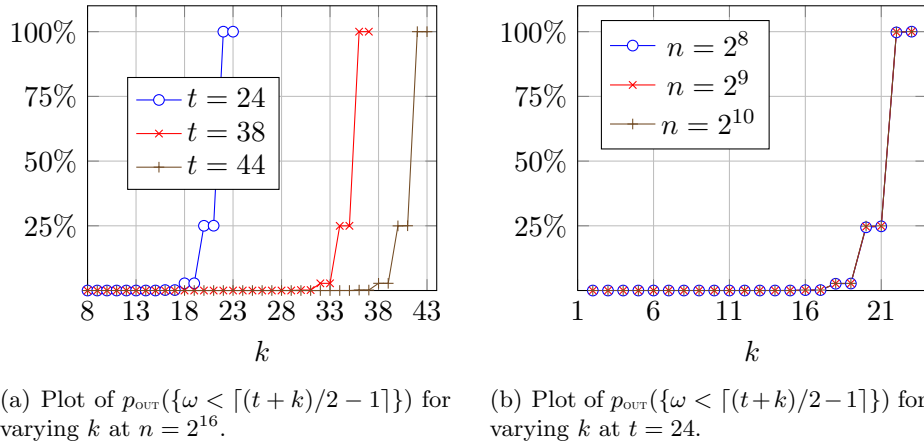 100%
75%
50%
25%
t = 24
t = 38
t = 44
8 13 18 23 28 33 38 43
k
(a) Plot of p_OUT({ω < ⌈(t + k)/2 − 1⌉}) for
varying k at n = 2^16.
100%
75%
50%
25%
n = 2^8
n = 2^9
n = 2^10
1 6 11 16 21
k
(b) Plot of p_OUT({ω < ⌈(t+k)/2−1⌉}) for
varying k at t = 24.